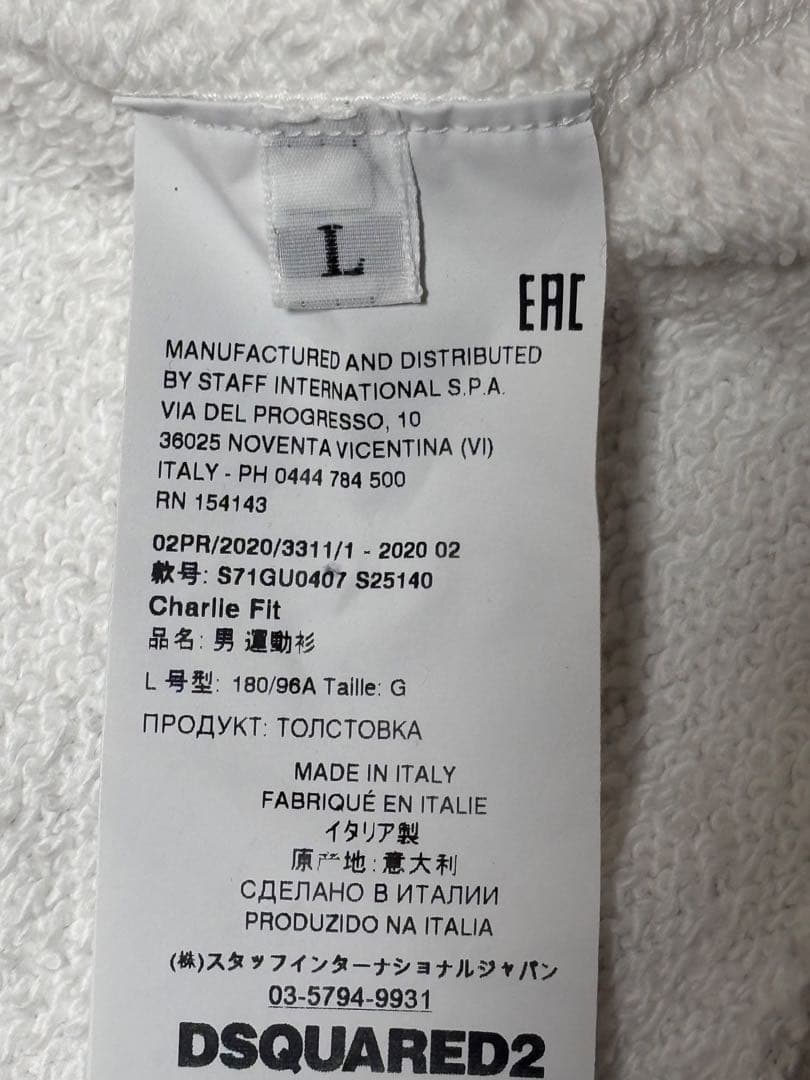 L
EAC
MANUFACTURED AND DISTRIBUTED
BY STAFF INTERNATIONAL S.P.A.
VIA DEL PROGRESSO, 10
36025 NOVENTA VICENTINA (VI)
ITALY - PH 0444 784 500
RN 154143
02PR/2020/3311/1 - 2020 02
款号: S71GU0407 S25140
Charlie Fit
品名: 男 運動衫
L 号型: 180/96A Taille: G
ПРОДУКТ: ТОЛСТОВКА
MADE IN ITALY
FABRIQUÉ EN ITALIE
イタリア製
原产地:意大利
СДЕЛАНО В ИТАЛИИ
PRODUZIDO NA ITALIA
(株)スタッフインターナショナルジャパン
03-5794-9931
DSQUARED2